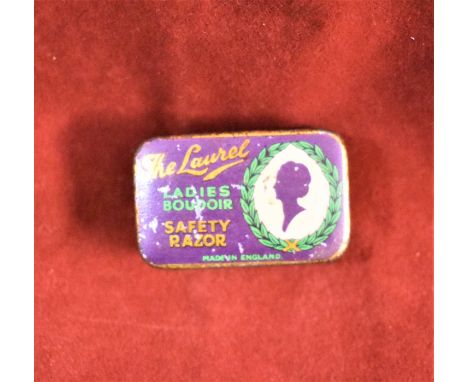 The Laurel
LADIES
BOUDOIR
SAFETY
RAZOR
MADE IN ENGLAND